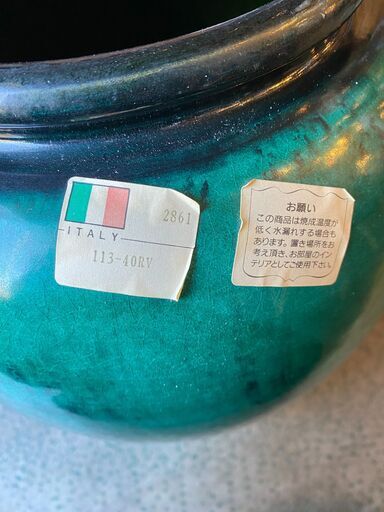 2861
ITALY
113-40RV
お願い
この商品は焼成温度が
低く水漏れする場合も
あります。置き場所をお
考え頂き、お部屋のイン
テリアとしてご使用下さい。